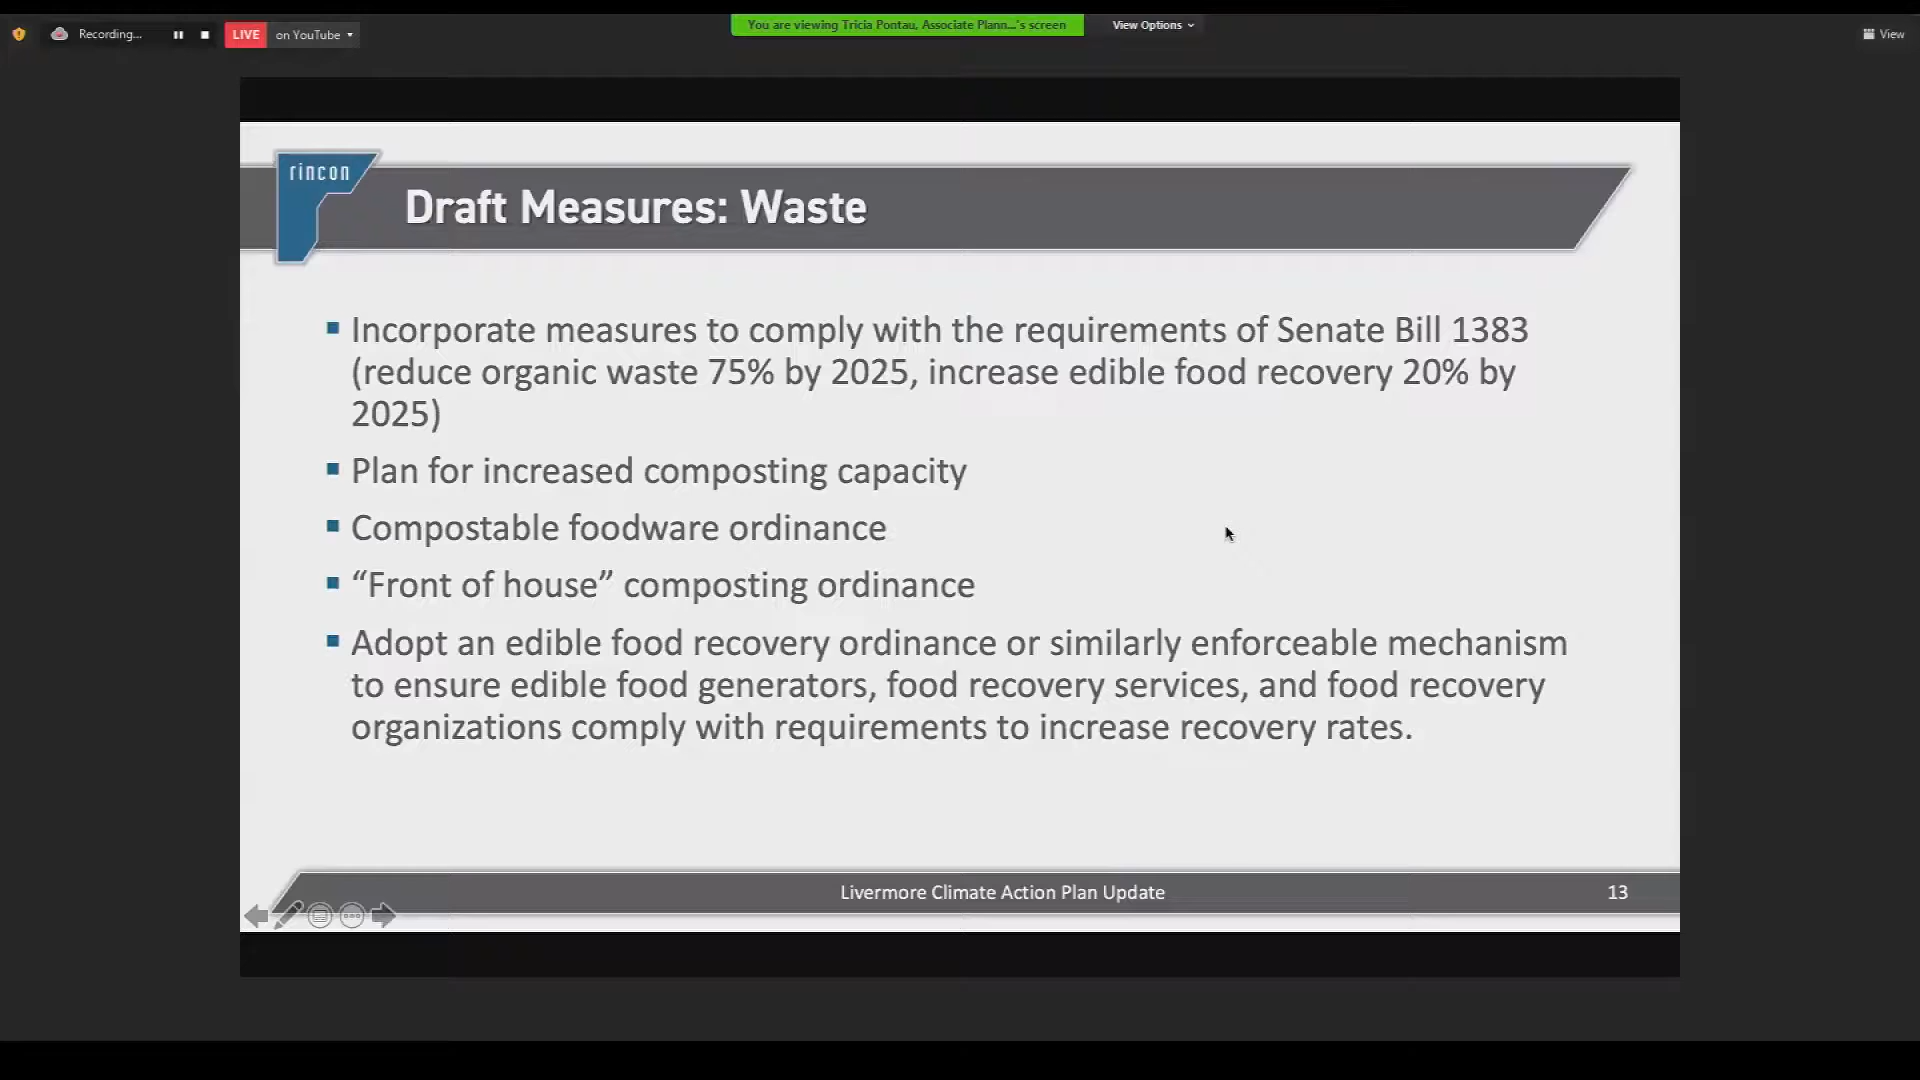 Recording...
LIVE on YouTube
You are viewing Tricia Pontau, Associate Plann...'s screen
View Options
View
rincon
Draft Measures: Waste
Incorporate measures to comply with the requirements of Senate Bill 1383
(reduce organic waste 75% by 2025, increase edible food recovery 20% by
2025)
Plan for increased composting capacity
Compostable foodware ordinance
“Front of house” composting ordinance
Adopt an edible food recovery ordinance or similarly enforceable mechanism
to ensure edible food generators, food recovery services, and food recovery
organizations comply with requirements to increase recovery rates.
Livermore Climate Action Plan Update
13